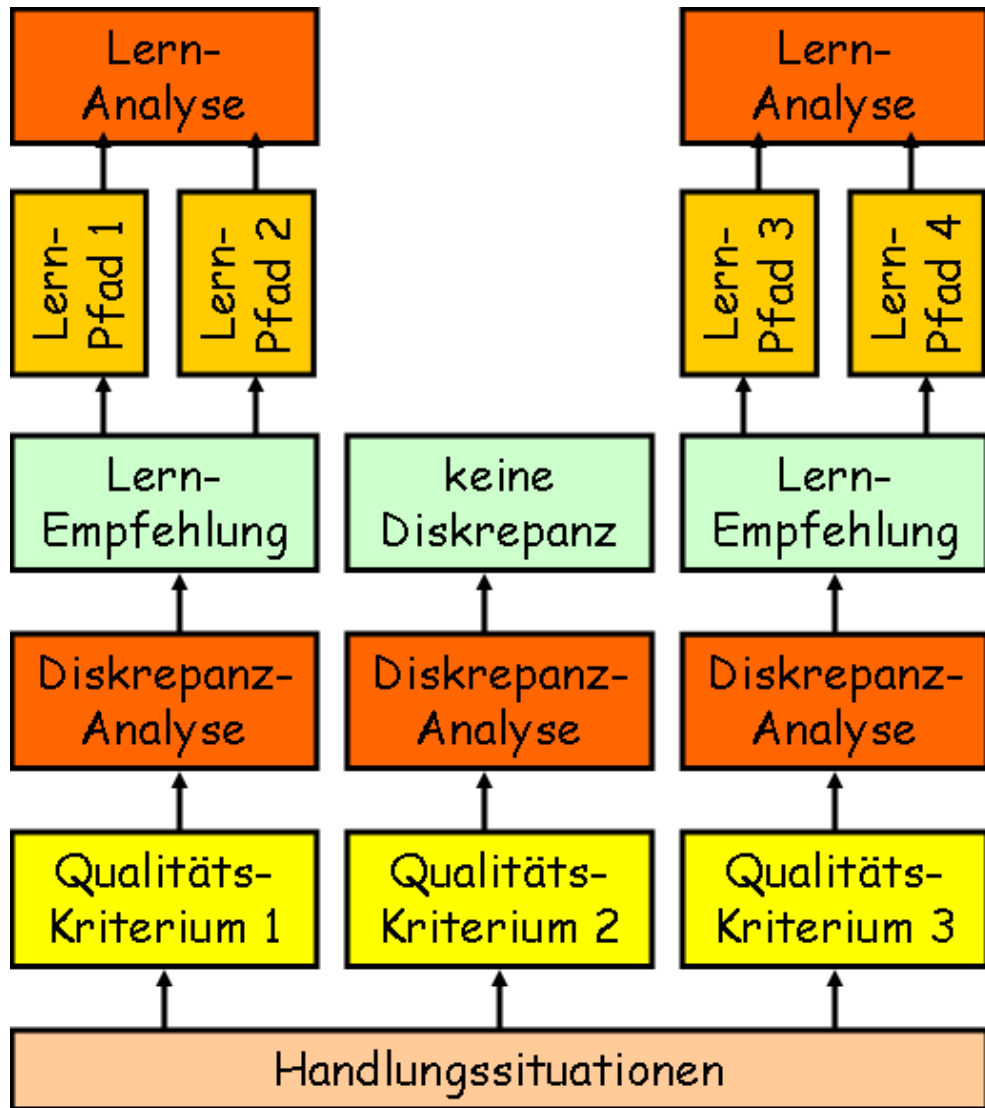 Lern-
Analyse
Lern-
Analyse
Lern-
Pfad 1
Lern-
Pfad 2
Lern-
Pfad 3
Lern-
Pfad 4
Lern-
Empfehlung
keine
Diskrepanz
Lern-
Empfehlung
Diskrepanz-
Analyse
Diskrepanz-
Analyse
Diskrepanz-
Analyse
Qualitäts-
Kriterium 1
Qualitäts-
Kriterium 2
Qualitäts-
Kriterium 3
Handlungssituationen